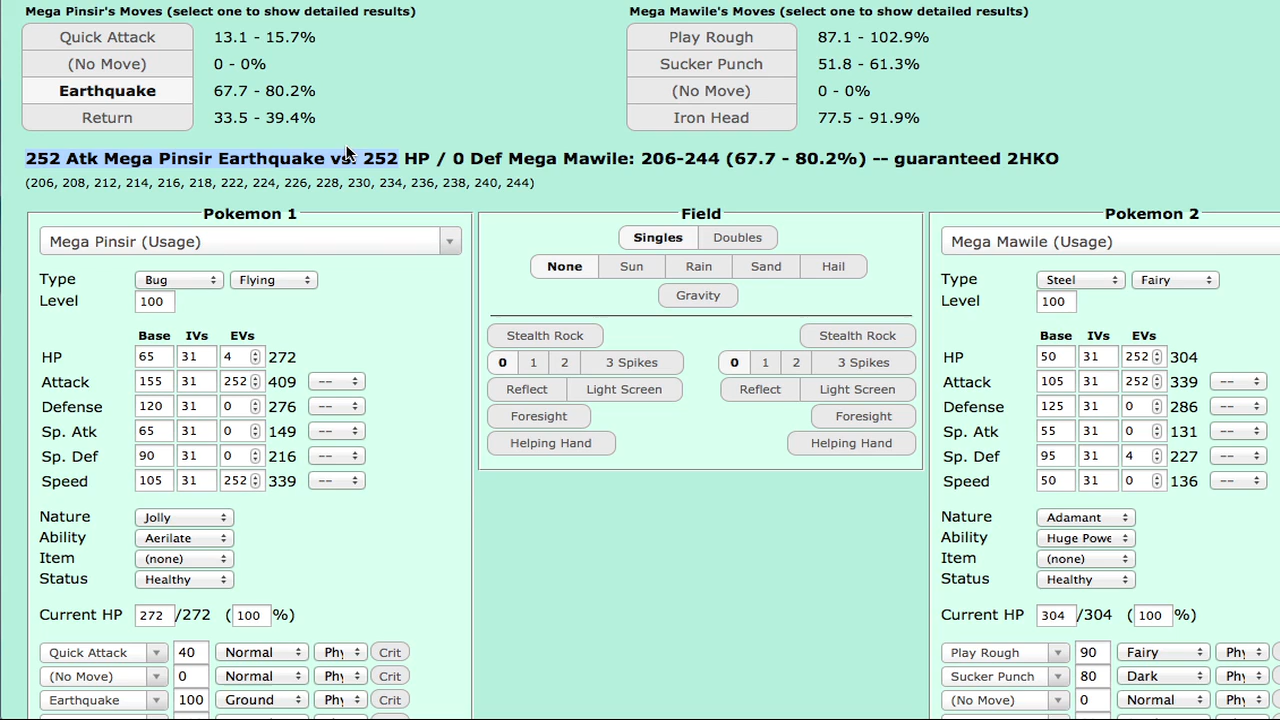 Mega Pinsir's Moves (select one to show detailed results) Mega Mawile's Moves (select one to show detailed results)
Quick Attack 13.1 - 15.7% Play Rough 87.1 - 102.9%
(No Move) 0 - 0% Sucker Punch 51.8 - 61.3%
Earthquake 67.7 - 80.2% (No Move) 0 - 0%
Return 33.5 - 39.4% Iron Head 77.5 - 91.9%
252 Atk Mega Pinsir Earthquake vs. 252 HP / 0 Def Mega Mawile: 206-244 (67.7 - 80.2%) -- guaranteed 2HKO
(206, 208, 212, 214, 216, 218, 222, 224, 226, 228, 230, 234, 236, 238, 240, 244)
Pokemon 1 Field Pokemon 2
Mega Pinsir (Usage) Singles Doubles Mega Mawile (Usage)
None Sun Rain Sand Hail
Type Bug Flying Type Steel Fairy
Level 100 Gravity Level 100
Base IVs EVs Stealth Rock Stealth Rock Base IVs EVs
HP 65 31 4 272 0 1 2 3 Spikes 0 1 2 3 Spikes HP 50 31 252 304
Attack 155 31 252 409 -- Reflect Light Screen Reflect Light Screen Attack 105 31 252 339 --
Defense 120 31 0 276 -- Foresight Foresight Defense 125 31 0 286 --
Sp. Atk 65 31 0 149 -- Helping Hand Helping Hand Sp. Atk 55 31 0 131 --
Sp. Def 90 31 0 216 -- Sp. Def 95 31 4 227 --
Speed 105 31 252 339 -- Speed 50 31 0 136 --
Nature Jolly Nature Adamant
Ability Aerilate Ability Huge Powe
Item (none) Item (none)
Status Healthy Status Healthy
Current HP 272 /272 ( 100 %) Current HP 304 /304 ( 100 %)
Quick Attack 40 Normal Phy Crit Play Rough 90 Fairy Phy
(No Move) 0 Normal Phy Crit Sucker Punch 80 Dark Phy
Earthquake 100 Ground Phy Crit (No Move) 0 Normal Phy